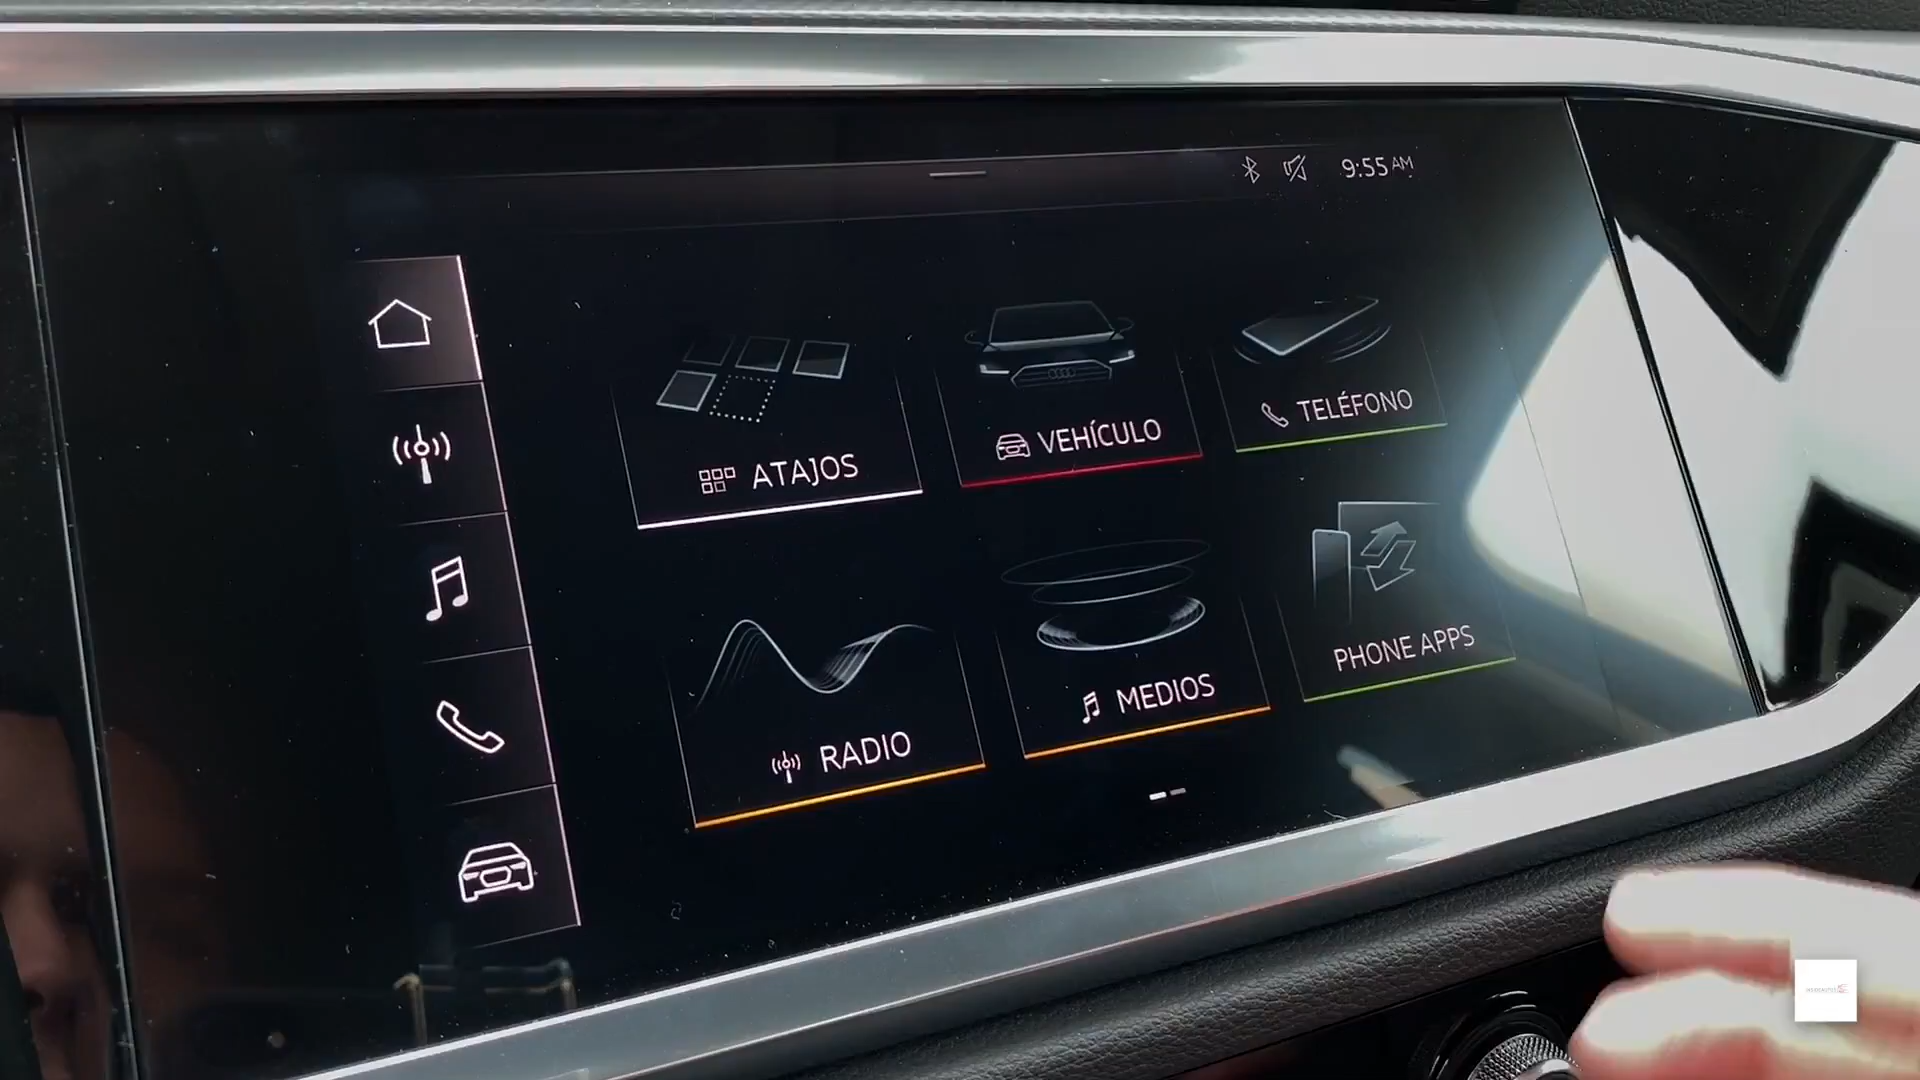 9:55 AM
ATAJOS
VEHÍCULO
TELÉFONO
RADIO
MEDIOS
PHONE APPS